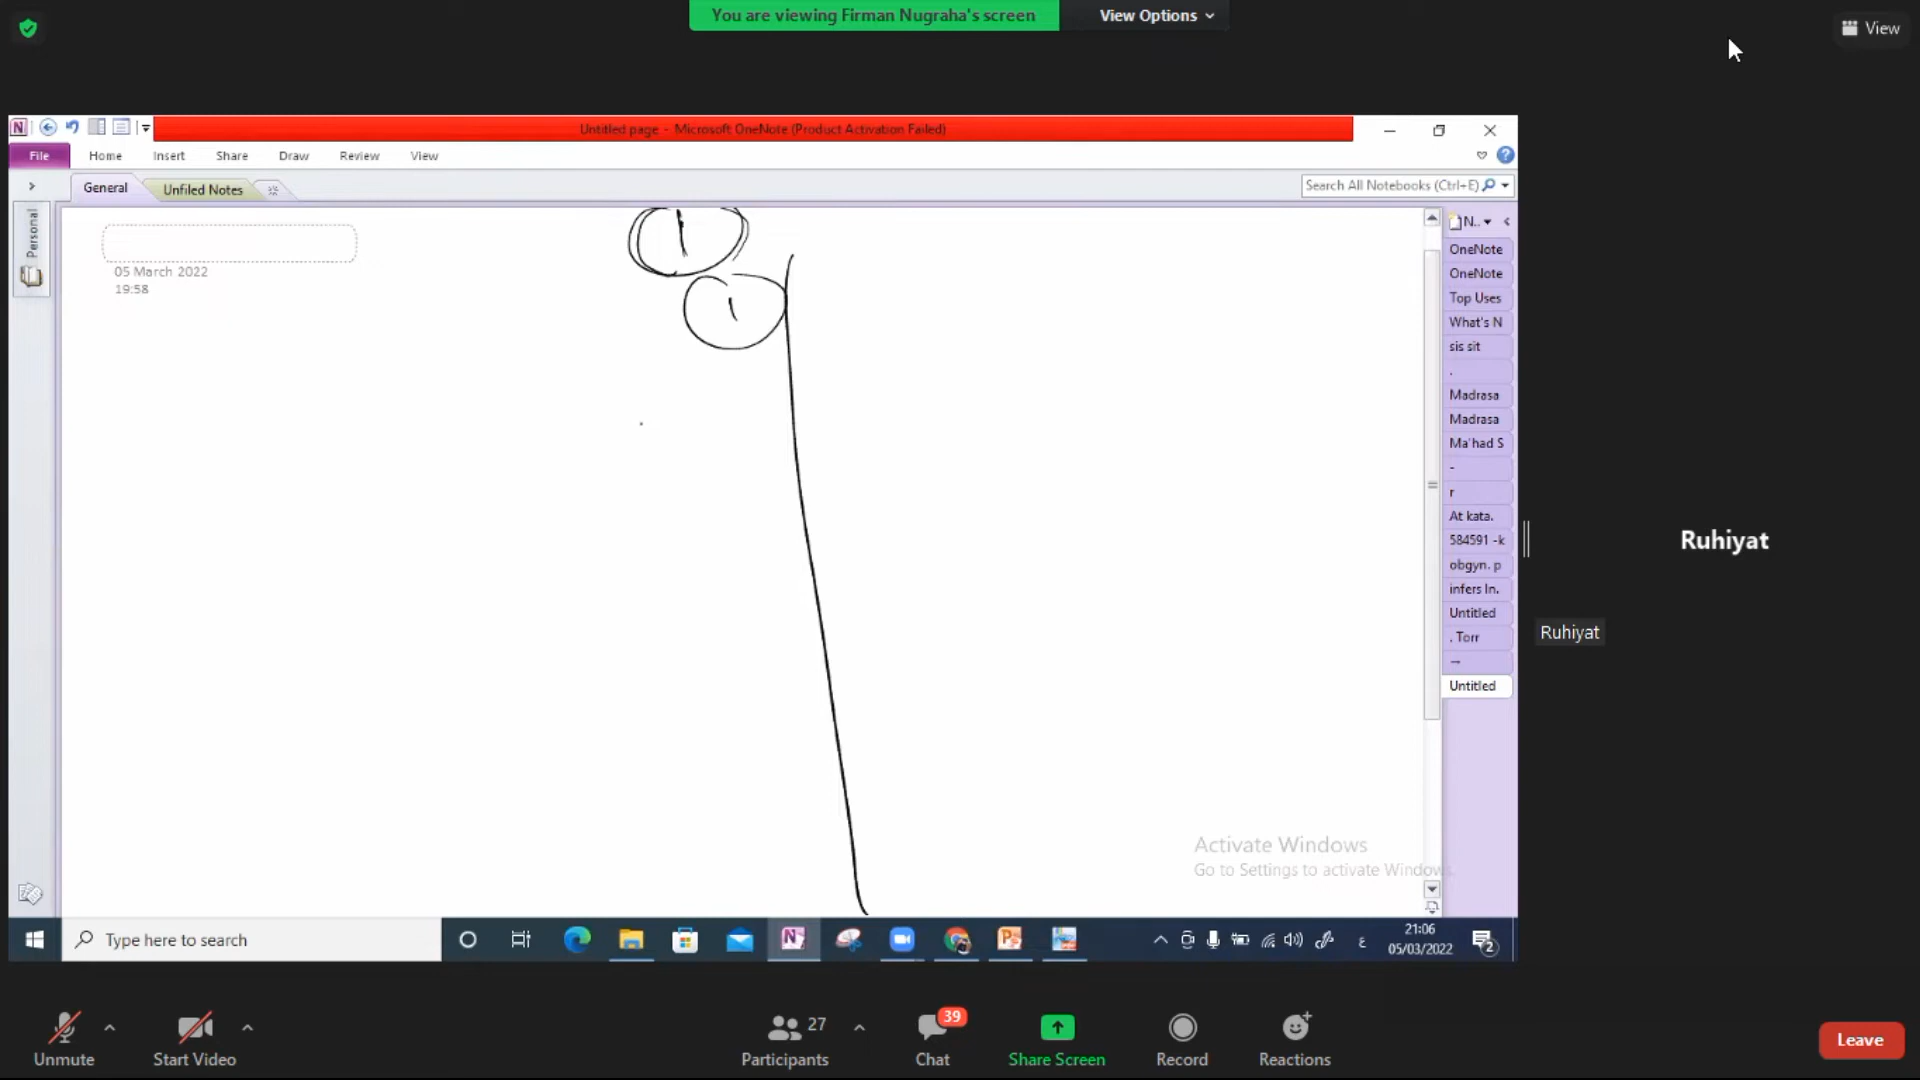 You are viewing Firman Nugraha's screen
View Options
View
Untitled page - Microsoft OneNote (Product Activation Failed)
File Home Insert Share Draw Review View
General Unfiled Notes
Search All Notebooks (Ctrl+E)
Personal
05 March 2022
19:58
1
1
N..
OneNote
OneNote
Top Uses
What's N
sis sit
.
Madrasa
Madrasa
Ma'had S
-
r
At kata.
584591 -k
obgyn. p
infers In.
Untitled
. Torr
Untitled
Ruhiyat
Ruhiyat
Activate Windows
Go to Settings to activate Windows.
Type here to search
ع
21:06
05/03/2022
2
Unmute
Start Video
27
Participants
39
Chat
Share Screen
Record
Reactions
Leave